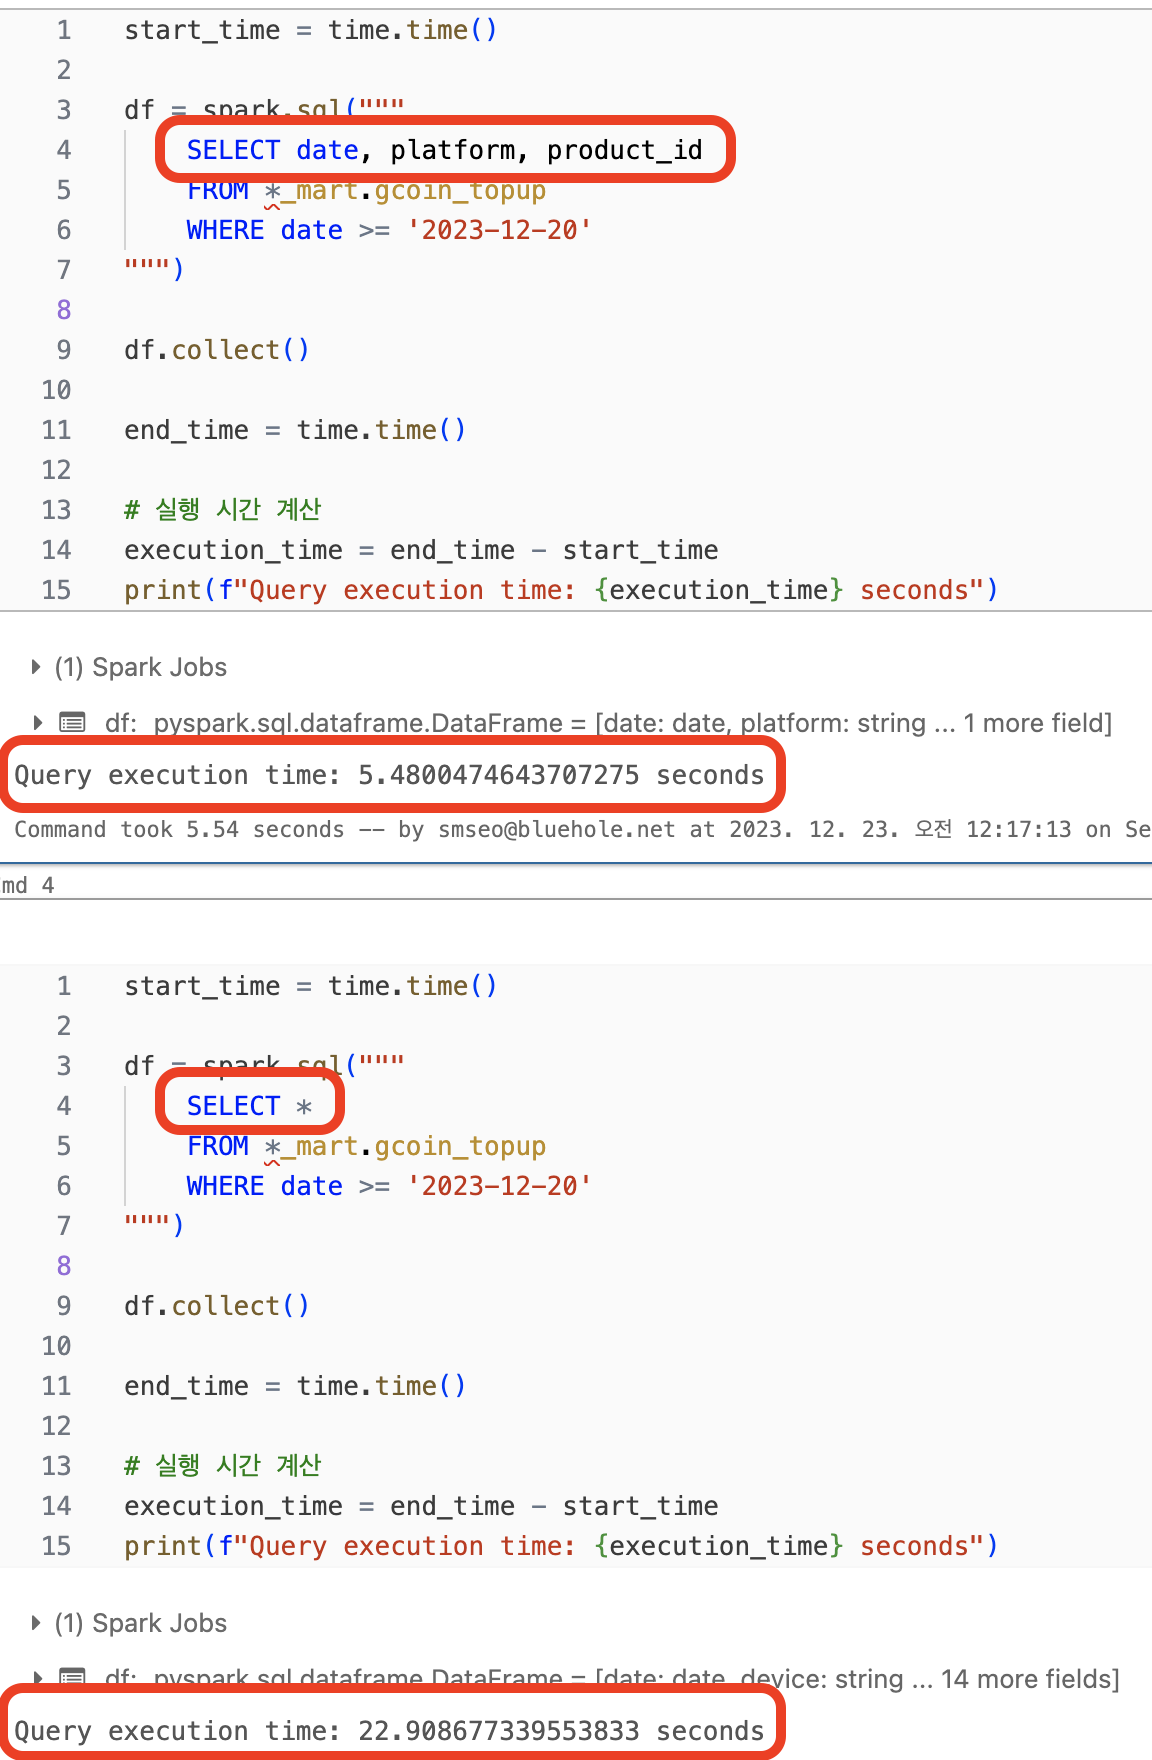 1 start_time = time.time()
2
3 df = spark.sql("""
4 SELECT date, platform, product_id
5 FROM *_mart.gcoin_topup
6 WHERE date >= '2023-12-20'
7 """)
8
9 df.collect()
10
11 end_time = time.time()
12
13 # 실행 시간 계산
14 execution_time = end_time - start_time
15 print(f"Query execution time: {execution_time} seconds")
(1) Spark Jobs
df: pyspark.sql.dataframe.DataFrame = [date: date, platform: string ... 1 more field]
Query execution time: 5.4800474643707275 seconds
Command took 5.54 seconds -- by smseo@bluehole.net at 2023. 12. 23. 오전 12:17:13 on Se
md 4
1 start_time = time.time()
2
3 df = spark.sql("""
4 SELECT *
5 FROM *_mart.gcoin_topup
6 WHERE date >= '2023-12-20'
7 """)
8
9 df.collect()
10
11 end_time = time.time()
12
13 # 실행 시간 계산
14 execution_time = end_time - start_time
15 print(f"Query execution time: {execution_time} seconds")
(1) Spark Jobs
df: pyspark.sql.dataframe.DataFrame = [date: date, device: string ... 14 more fields]
Query execution time: 22.908677339553833 seconds